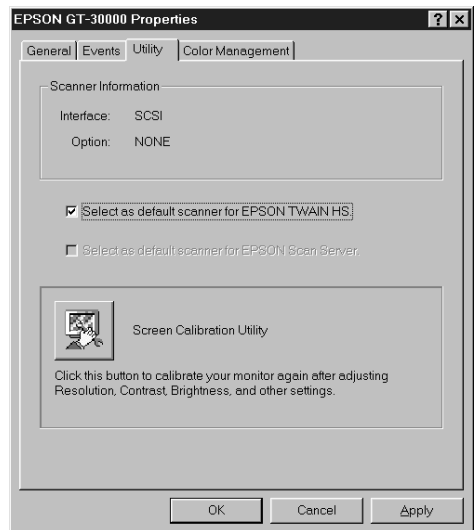 EPSON GT-30000 Properties
General Events Utility Color Management
Scanner Information
Interface: SCSI
Option: NONE
Select as default scanner for EPSON TWAIN HS.
Select as default scanner for EPSON Scan Server.
Screen Calibration Utility
Click this button to calibrate your monitor again after adjusting
Resolution, Contrast, Brightness, and other settings.
OK Cancel Apply